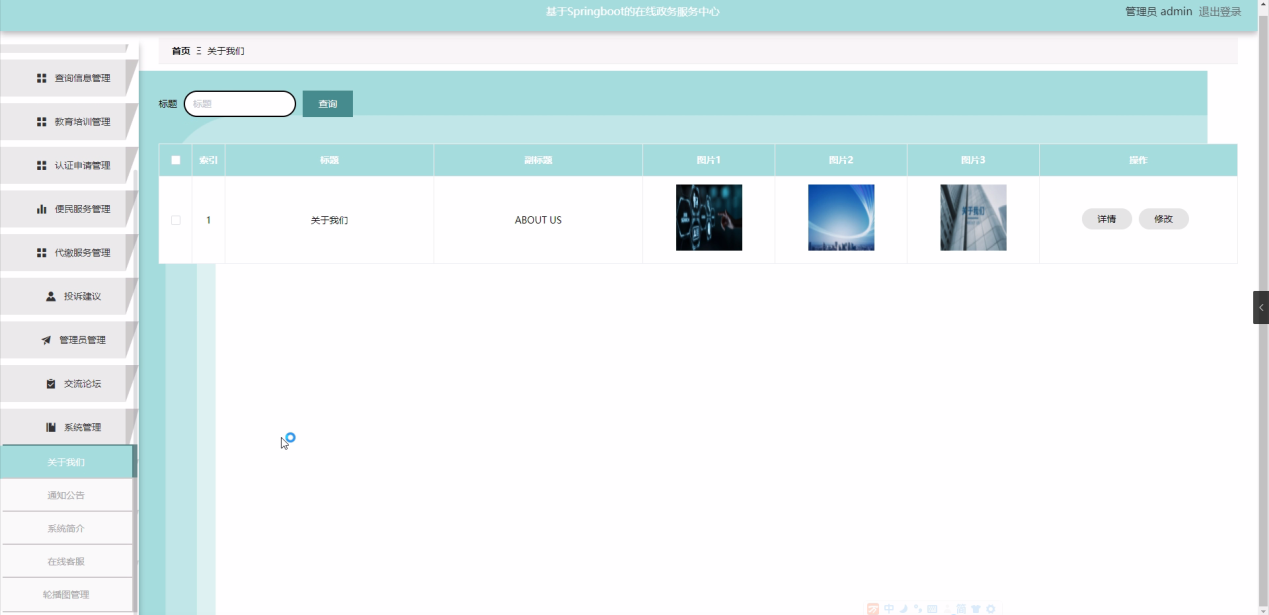 基于Springboot的在线政务服务中心
管理员 admin 退出登录
首页 Ξ 关于我们
查询信息管理
教育培训管理
认证申请管理
便民服务管理
代缴服务管理
投诉建议
管理员管理
交流论坛
系统管理
关于我们
通知公告
系统简介
在线客服
轮播图管理
标题 标题 查询
索引 标题 副标题 图片1 图片2 图片3 操作
1 关于我们 ABOUT US 关于我们 详情 修改
中